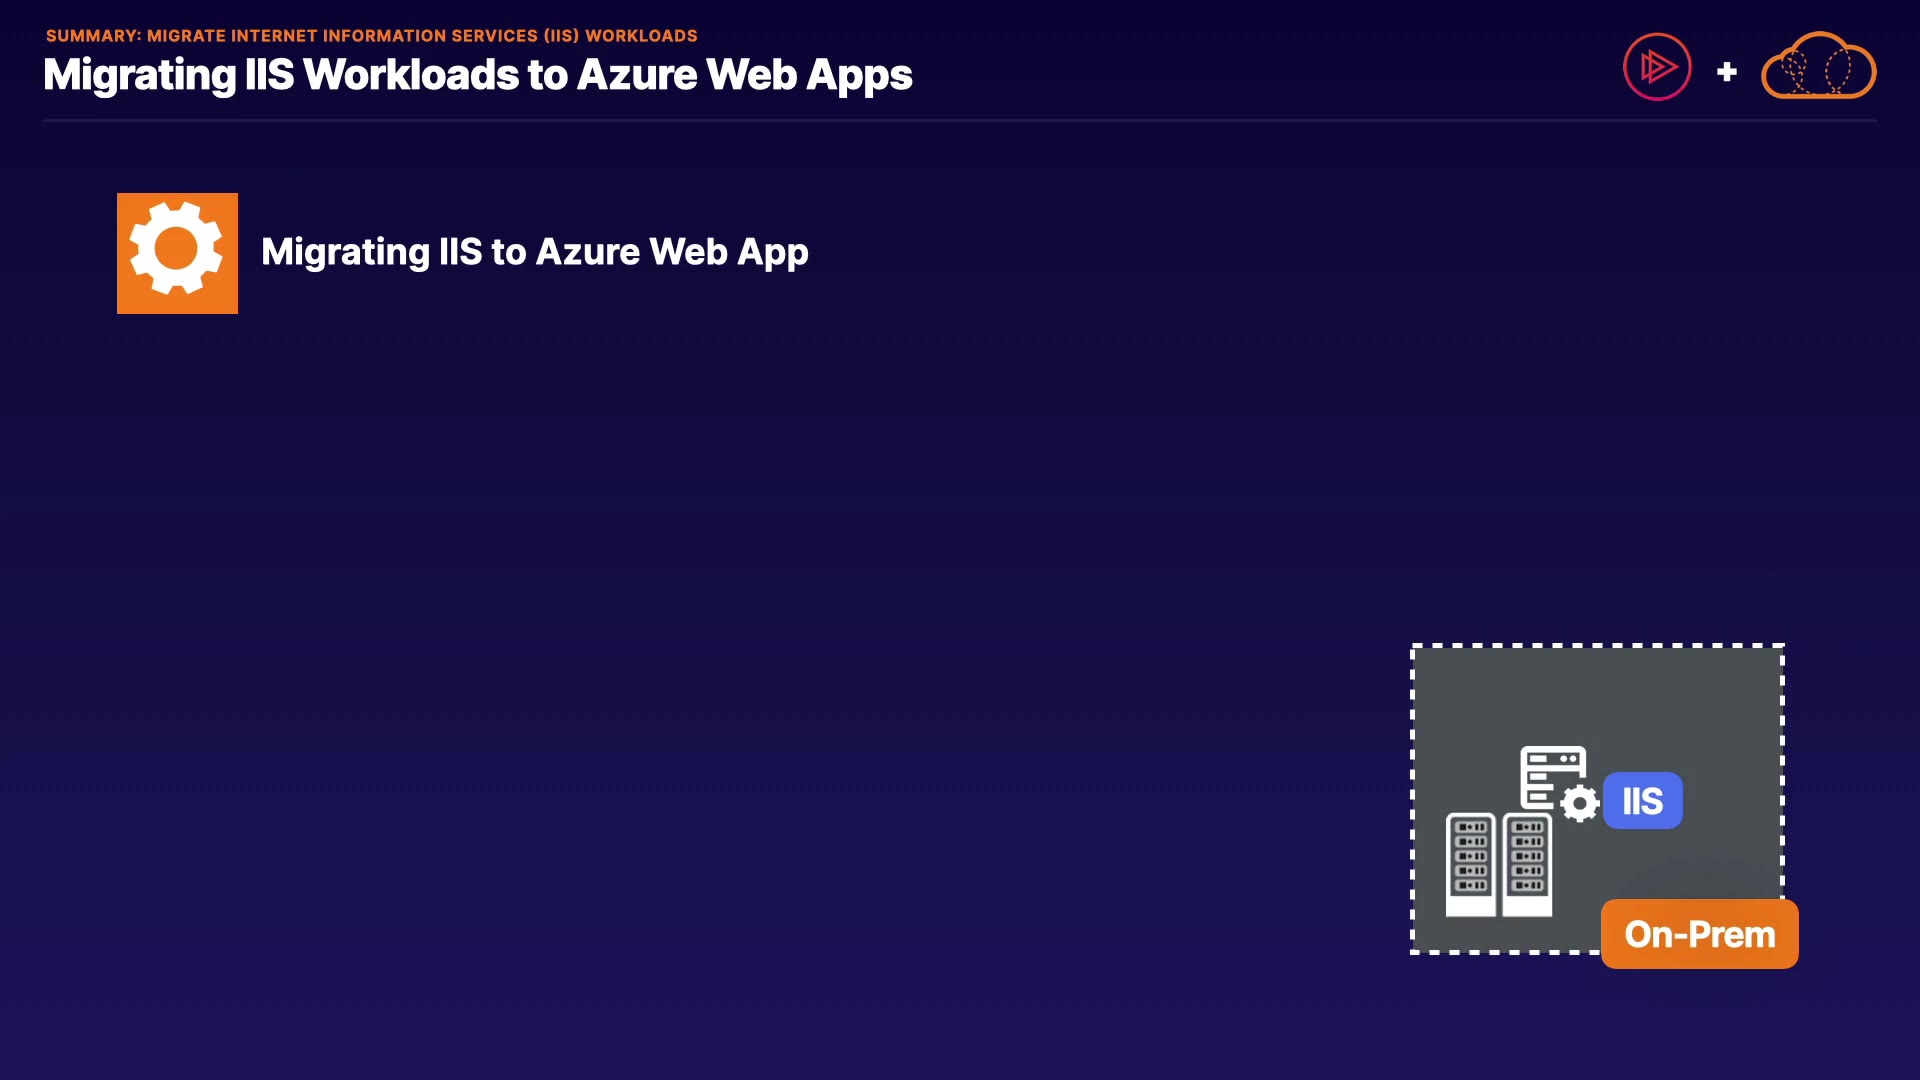 SUMMARY: MIGRATE INTERNET INFORMATION SERVICES (IIS) WORKLOADS
Migrating IIS Workloads to Azure Web Apps
Migrating IIS to Azure Web App
IIS
On-Prem